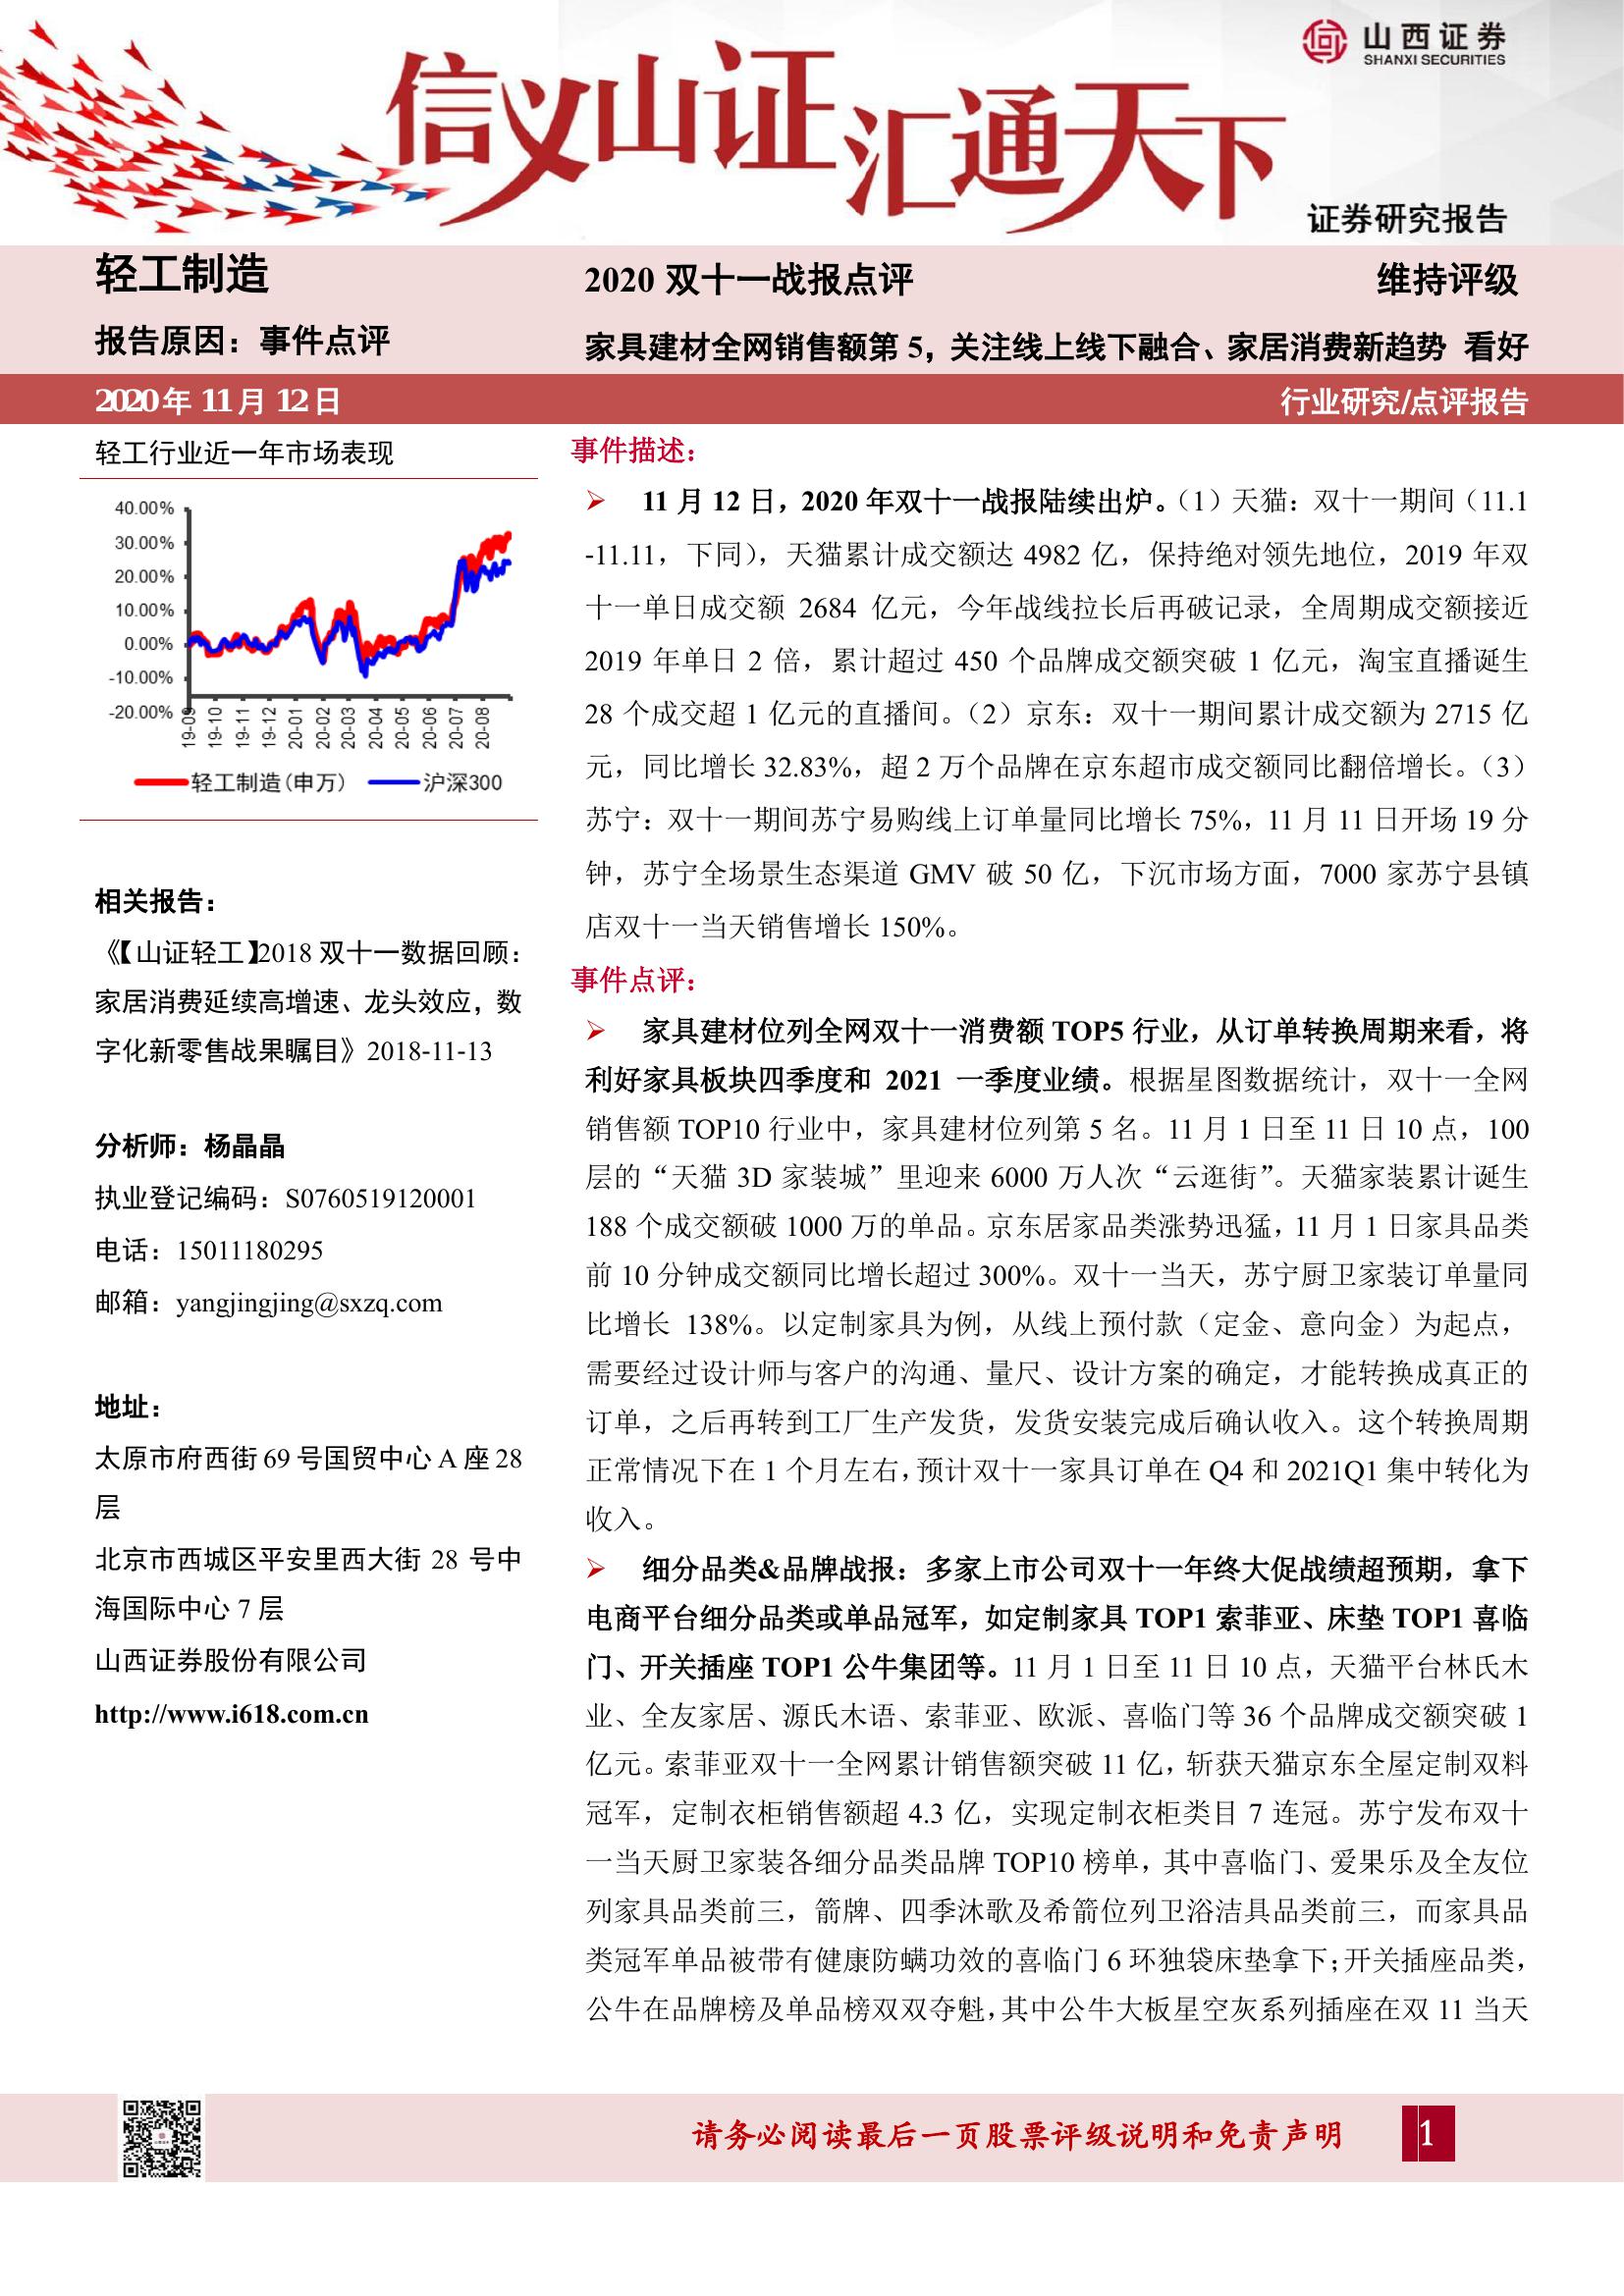 信义山证汇通天下
山西证券
SHANXI SECURITIES
证券研究报告
轻工制造
报告原因：事件点评
2020 双十一战报点评
维持评级
家具建材全网销售额第 5，关注线上线下融合、家居消费新趋势
看好
2020年 11月 12日
行业研究/点评报告
轻工行业近一年市场表现
40.00%
30.00%
20.00%
10.00%
0.00%
-10.00%
-20.00%
19-09
19-10
19-11
19-12
20-01
20-02
20-03
20-04
20-05
20-06
20-07
20-08
轻工制造(申万)
沪深300
相关报告：
《【山证轻工】2018 双十一数据回顾：
家居消费延续高增速、龙头效应，数
字化新零售战果瞩目》2018-11-13
分析师：杨晶晶
执业登记编码：S0760519120001
电话：15011180295
邮箱：yangjingjing@sxzq.com
地址：
太原市府西街 69 号国贸中心 A 座 28
层
北京市西城区平安里西大街 28 号中
海国际中心 7 层
山西证券股份有限公司
http://www.i618.com.cn
事件描述：
➢ 11 月 12 日，2020 年双十一战报陆续出炉。（1）天猫：双十一期间（11.1
-11.11，下同），天猫累计成交额达 4982 亿，保持绝对领先地位，2019 年双
十一单日成交额 2684 亿元，今年战线拉长后再破记录，全周期成交额接近
2019 年单日 2 倍，累计超过 450 个品牌成交额突破 1 亿元，淘宝直播诞生
28 个成交超 1 亿元的直播间。（2）京东：双十一期间累计成交额为 2715 亿
元，同比增长 32.83%，超 2 万个品牌在京东超市成交额同比翻倍增长。（3）
苏宁：双十一期间苏宁易购线上订单量同比增长 75%，11 月 11 日开场 19 分
钟，苏宁全场景生态渠道 GMV 破 50 亿，下沉市场方面，7000 家苏宁县镇
店双十一当天销售增长 150%。
事件点评：
➢ 家具建材位列全网双十一消费额 TOP5 行业，从订单转换周期来看，将
利好家具板块四季度和 2021 一季度业绩。根据星图数据统计，双十一全网
销售额 TOP10 行业中，家具建材位列第 5 名。11 月 1 日至 11 日 10 点，100
层的“天猫 3D 家装城”里迎来 6000 万人次“云逛街”。天猫家装累计诞生
188 个成交额破 1000 万的单品。京东居家品类涨势迅猛，11 月 1 日家具品类
前 10 分钟成交额同比增长超过 300%。双十一当天，苏宁厨卫家装订单量同
比增长 138%。以定制家具为例，从线上预付款（定金、意向金）为起点，
需要经过设计师与客户的沟通、量尺、设计方案的确定，才能转换成真正的
订单，之后再转到工厂生产发货，发货安装完成后确认收入。这个转换周期
正常情况下在 1 个月左右，预计双十一家具订单在 Q4 和 2021Q1 集中转化为
收入。
➢ 细分品类&品牌战报：多家上市公司双十一年终大促战绩超预期，拿下
电商平台细分品类或单品冠军，如定制家具 TOP1 索菲亚、床垫 TOP1 喜临
门、开关插座 TOP1 公牛集团等。11 月 1 日至 11 日 10 点，天猫平台林氏木
业、全友家居、源氏木语、索菲亚、欧派、喜临门等 36 个品牌成交额突破 1
亿元。索菲亚双十一全网累计销售额突破 11 亿，斩获天猫京东全屋定制双料
冠军，定制衣柜销售额超 4.3 亿，实现定制衣柜类目 7 连冠。苏宁发布双十
一当天厨卫家装各细分品类品牌 TOP10 榜单，其中喜临门、爱果乐及全友位
列家具品类前三，箭牌、四季沐歌及希箭位列卫浴洁具品类前三，而家具品
类冠军单品被带有健康防螨功效的喜临门 6 环独袋床垫拿下；开关插座品类，
公牛在品牌榜及单品榜双双夺魁，其中公牛大板星空灰系列插座在双 11 当天
请务必阅读最后一页股票评级说明和免责声明
1